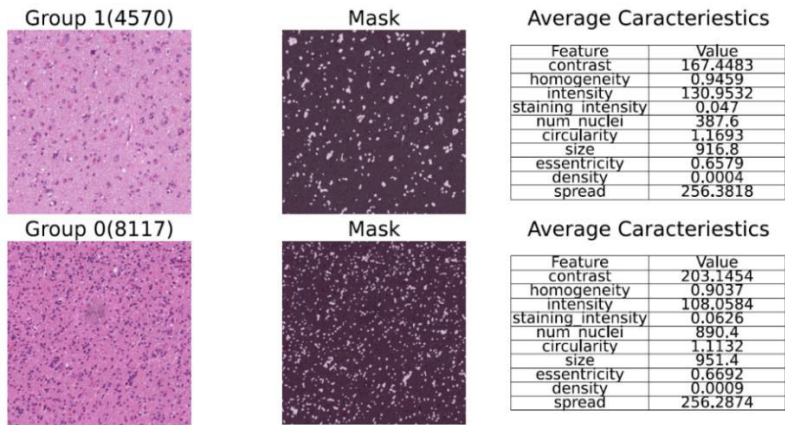 Group 1(4570) Mask Average Caracteriestics
Feature Value
contrast 167.4483
homogeneity 0.9459
intensity 130.9532
staining intensity 0.047
num nuclei 387.6
circularity 1.1693
size 916.8
essentricity 0.6579
density 0.0004
spread 256.3818
Group 0(8117) Mask Average Caracteriestics
Feature Value
contrast 203.1454
homogeneity 0.9037
intensity 108.0584
staining intensity 0.0626
num nuclei 890.4
circularity 1.1132
size 951.4
essentricity 0.6692
density 0.0009
spread 256.2874